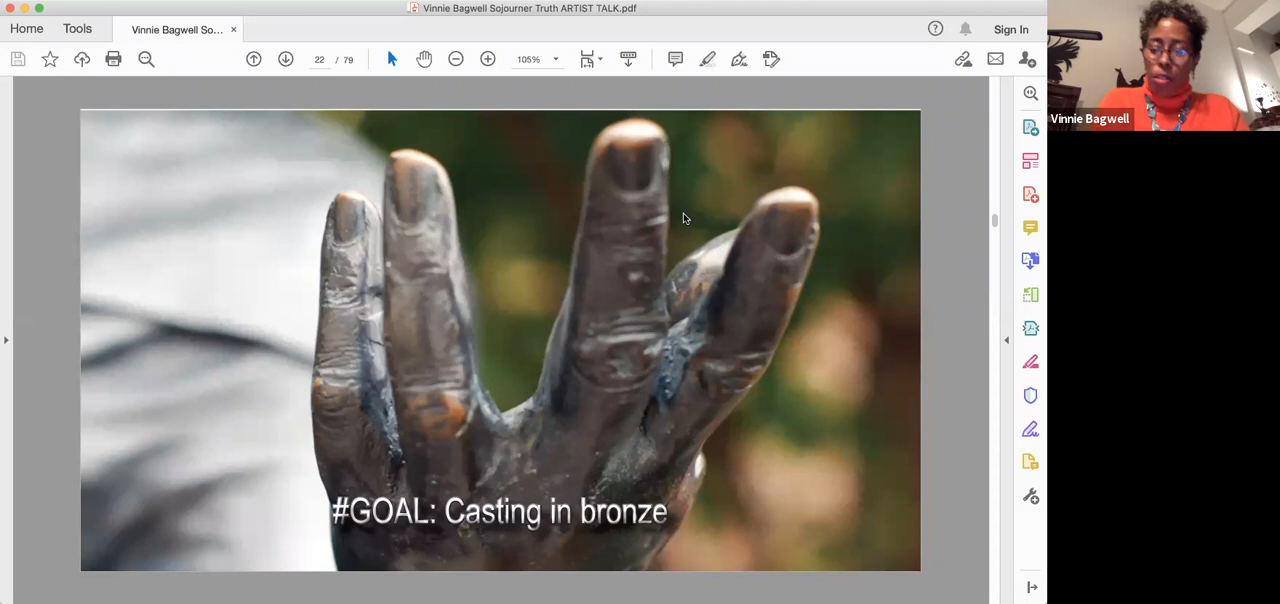 Vinnie Bagwell Sojourner Truth ARTIST TALK.pdf
Home
Tools
Vinnie Bagwell So... ×
Sign In
22 / 79
105%
Vinnie Bagwell
#GOAL: Casting in bronze